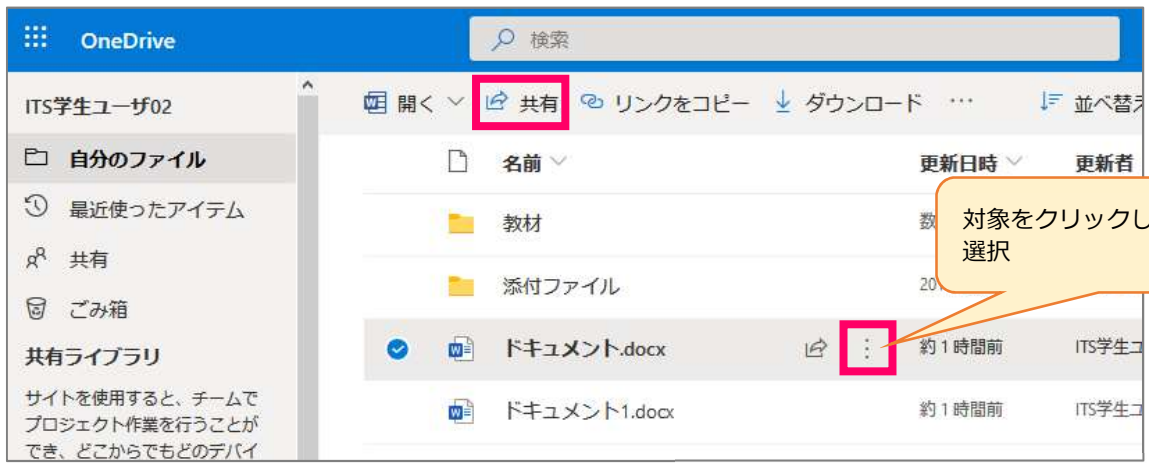 OneDrive
検索
ITS学生ユーザ02
開く
共有
リンクをコピー
ダウンロード
…
並べ替え
自分のファイル
名前
更新日時
更新者
最近使ったアイテム
教材
数
対象をクリックし
選択
共有
添付ファイル
20
ごみ箱
ドキュメント.docx
約 1 時間前
ITS学生ユ
共有ライブラリ
サイトを使用すると、チームで
プロジェクト作業を行うことが
でき、どこからでもどのデバイ
ドキュメント1.docx
約 1 時間前
ITS学生ユ